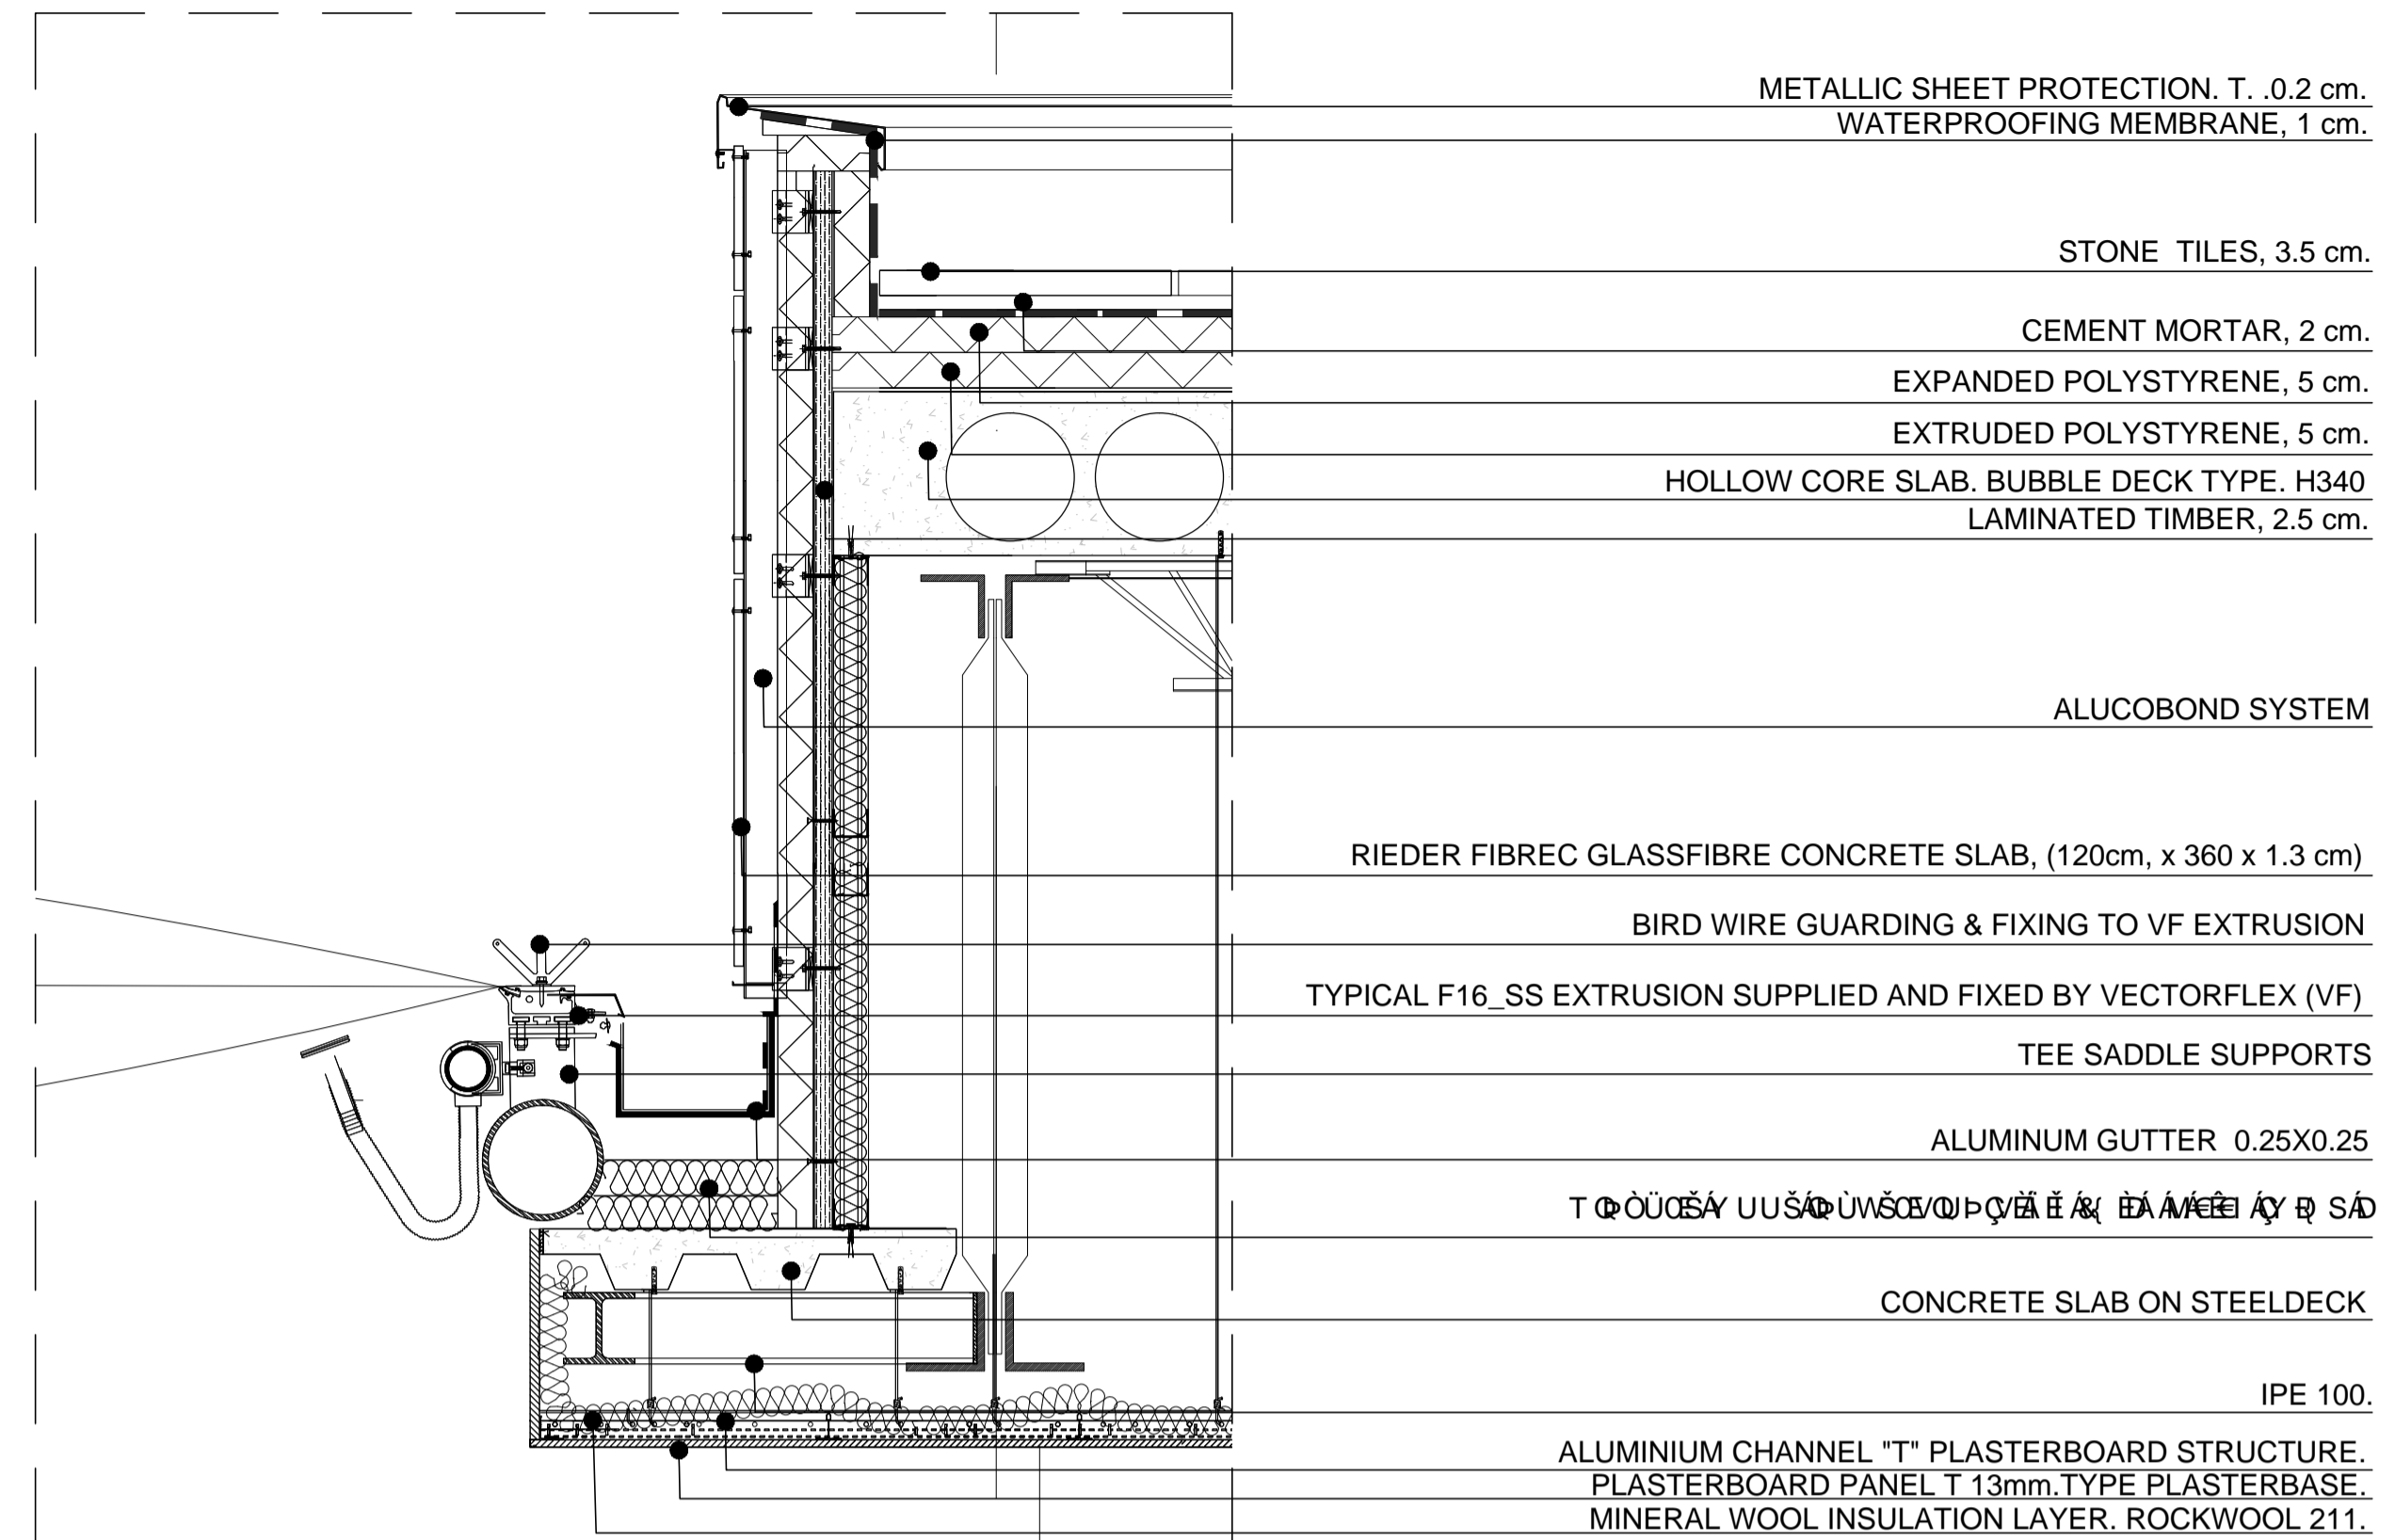 METALLIC SHEET PROTECTION. T. .0.2 cm.
WATERPROOFING MEMBRANE, 1 cm.
STONE TILES, 3.5 cm.
CEMENT MORTAR, 2 cm.
EXPANDED POLYSTYRENE, 5 cm.
EXTRUDED POLYSTYRENE, 5 cm.
HOLLOW CORE SLAB. BUBBLE DECK TYPE. H340
LAMINATED TIMBER, 2.5 cm.
ALUCOBOND SYSTEM
RIEDER FIBREC GLASSFIBRE CONCRETE SLAB, (120cm, x 360 x 1.3 cm)
BIRD WIRE GUARDING & FIXING TO VF EXTRUSION
TYPICAL F16_SS EXTRUSION SUPPLIED AND FIXED BY VECTORFLEX (VF)
TEE SADDLE SUPPORTS
ALUMINUM GUTTER 0.25X0.25
CONCRETE SLAB ON STEELDECK
IPE 100.
ALUMINIUM CHANNEL "T" PLASTERBOARD STRUCTURE.
PLASTERBOARD PANEL T 13mm.TYPE PLASTERBASE.
MINERAL WOOL INSULATION LAYER. ROCKWOOL 211.